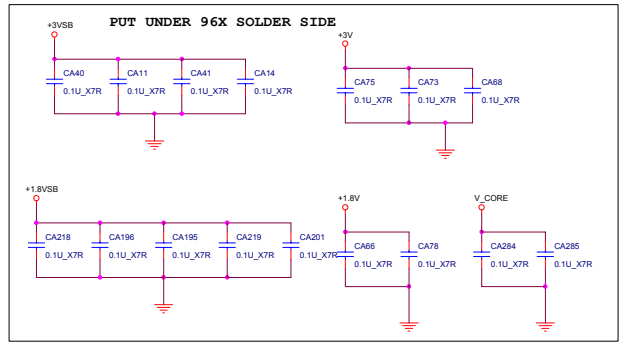 PUT UNDER 96X SOLDER SIDE
+3VSB
CA40 CA11 CA41 CA14
0.1U_X7R 0.1U_X7R 0.1U_X7R 0.1U_X7R
+3V
CA75 CA73 CA68
0.1U_X7R 0.1U_X7R 0.1U_X7R
+1.8VSB
CA218 CA196 CA195 CA219 CA201
0.1U_X7R 0.1U_X7R 0.1U_X7R 0.1U_X7R 0.1U_X7R
+1.8V
CA66 CA78
0.1U_X7R 0.1U_X7R
V_CORE
CA284 CA285
0.1U_X7R 0.1U_X7R